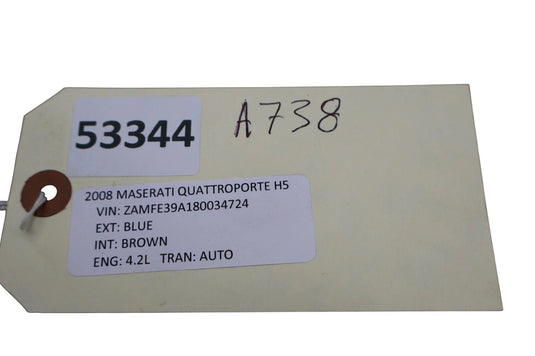 53344
A738
2008 MASERATI QUATTROPORTE H5
VIN: ZAMFE39A180034724
EXT: BLUE
INT: BROWN
ENG: 4.2L TRAN: AUTO